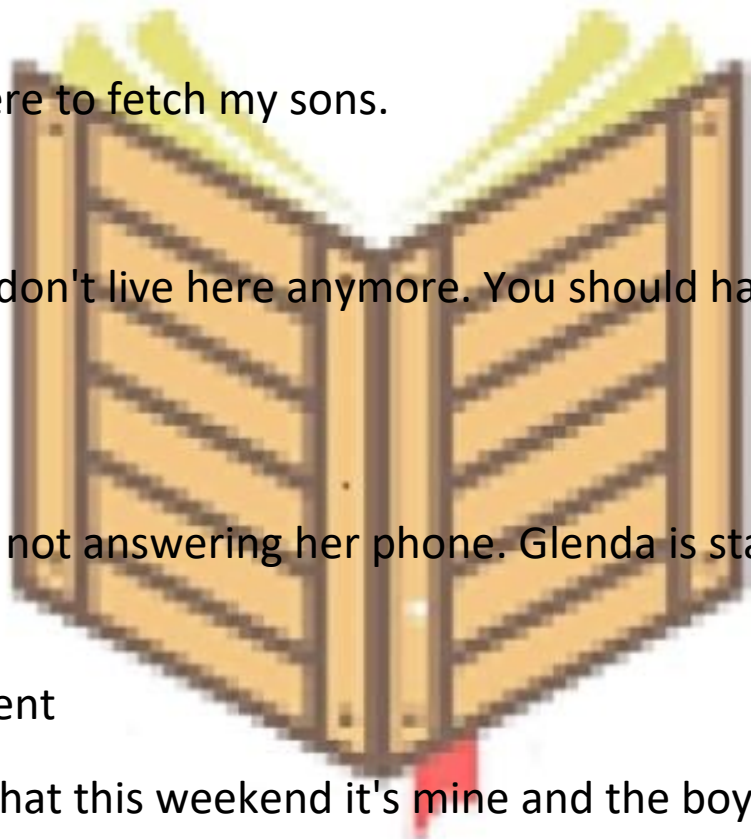 ere to fetch my sons.
don't live here anymore. You should ha
not answering her phone. Glenda is sta
ent
hat this weekend it's mine and the boy